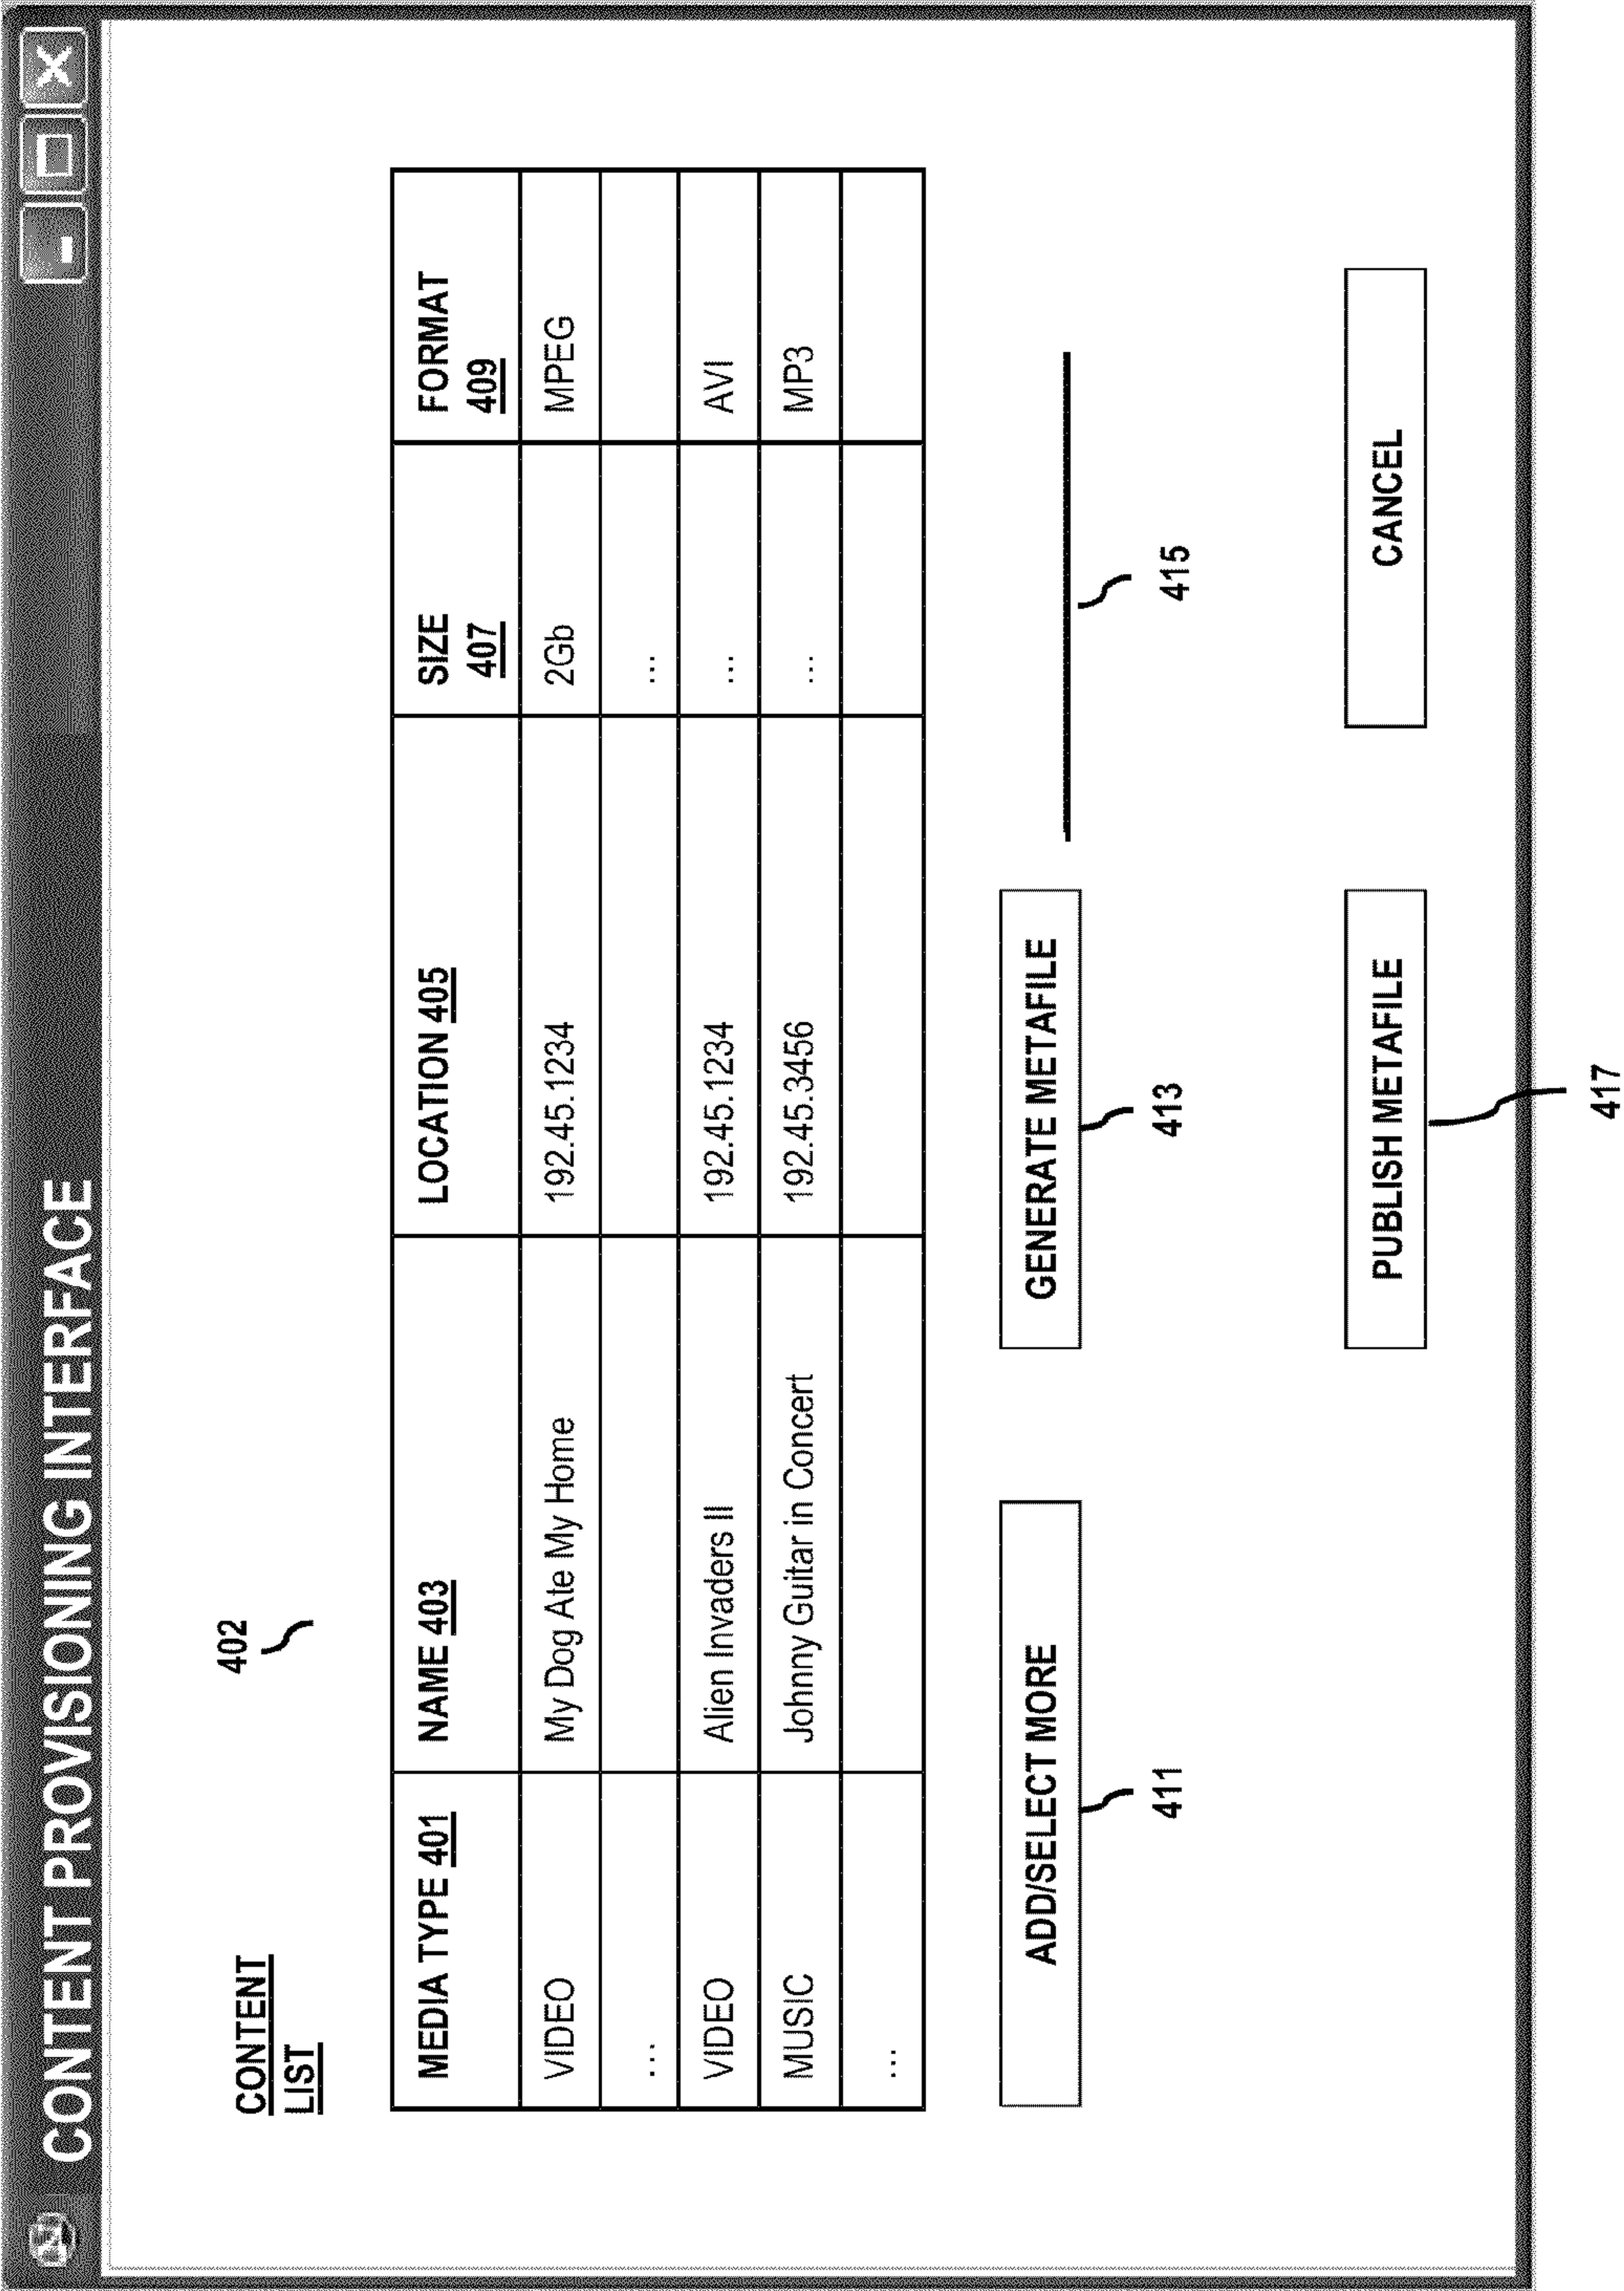 CONTENT PROVISIONING INTERFACE
402
CONTENT
LIST
MEDIA TYPE 401 NAME 403 LOCATION 405 SIZE 407 FORMAT 409
VIDEO My Dog Ate My Home 192.45.1234 2Gb MPEG
... ...
VIDEO Alien Invaders II 192.45.1234 ... AVI
MUSIC Johnny Guitar in Concert 192.45.3456 ... MP3
...
ADD/SELECT MORE GENERATE METAFILE
411 413 415
PUBLISH METAFILE CANCEL
417